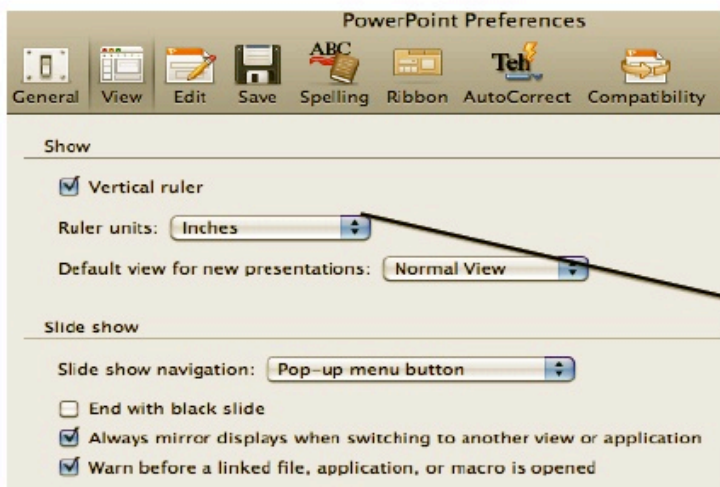 PowerPoint Preferences
ABC Teh
General View Edit Save Spelling Ribbon AutoCorrect Compatibility
Show
Vertical ruler
Ruler units: Inches
Default view for new presentations: Normal View
Slide show
Slide show navigation: Pop-up menu button
End with black slide
Always mirror displays when switching to another view or application
Warn before a linked file, application, or macro is opened